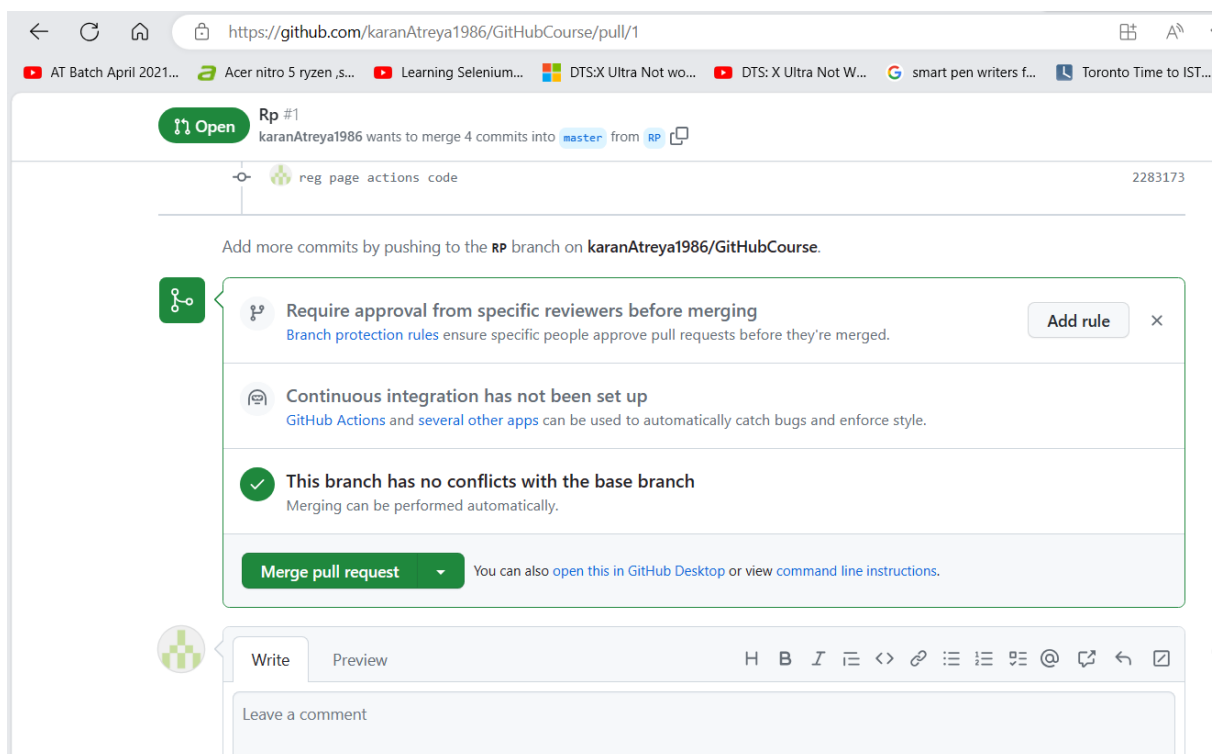 https://github.com/karanAtreya1986/GitHubCourse/pull/1
AT Batch April 2021... Acer nitro 5 ryzen ,s... Learning Selenium... DTS:X Ultra Not wo... DTS: X Ultra Not W... smart pen writers f... Toronto Time to IST...
Open
Rp #1
karanAtreya1986 wants to merge 4 commits into master from RP
reg page actions code 2283173
Add more commits by pushing to the RP branch on karanAtreya1986/GitHubCourse.
Require approval from specific reviewers before merging
Branch protection rules ensure specific people approve pull requests before they're merged.
Add rule
Continuous integration has not been set up
GitHub Actions and several other apps can be used to automatically catch bugs and enforce style.
This branch has no conflicts with the base branch
Merging can be performed automatically.
Merge pull request You can also open this in GitHub Desktop or view command line instructions.
Write Preview
Leave a comment